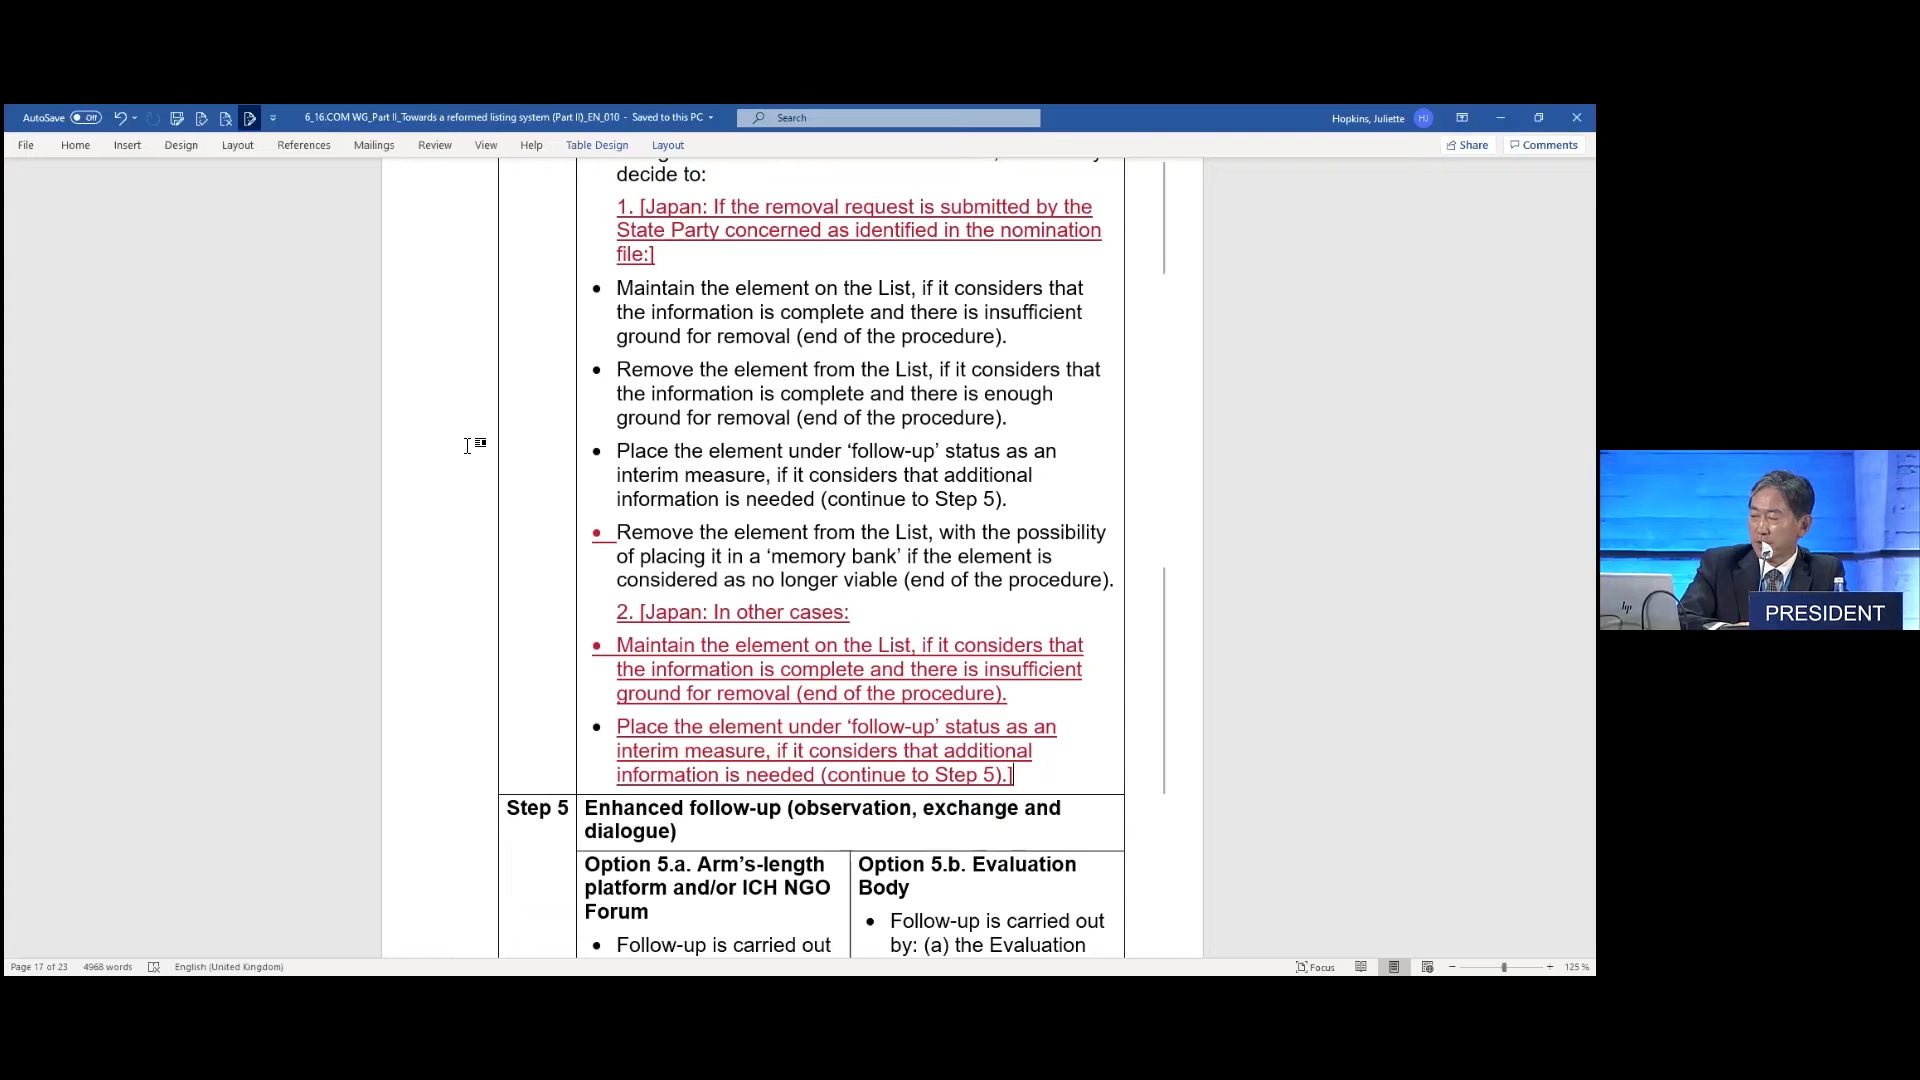 AutoSave Off
6_16.COM WG_Part II_Towards a reformed listing system (Part II)_EN_010 - Saved to this PC
Search
Hopkins, Juliette HJ
File Home Insert Design Layout References Mailings Review View Help Table Design Layout
Share Comments
decide to:
1. [Japan: If the removal request is submitted by the
State Party concerned as identified in the nomination
file:]
• Maintain the element on the List, if it considers that
the information is complete and there is insufficient
ground for removal (end of the procedure).
• Remove the element from the List, if it considers that
the information is complete and there is enough
ground for removal (end of the procedure).
• Place the element under ‘follow-up’ status as an
interim measure, if it considers that additional
information is needed (continue to Step 5).
• Remove the element from the List, with the possibility
of placing it in a ‘memory bank’ if the element is
considered as no longer viable (end of the procedure).
2. [Japan: In other cases:
• Maintain the element on the List, if it considers that
the information is complete and there is insufficient
ground for removal (end of the procedure).
• Place the element under ‘follow-up’ status as an
interim measure, if it considers that additional
information is needed (continue to Step 5).]
Step 5 Enhanced follow-up (observation, exchange and
dialogue)
Option 5.a. Arm’s-length
platform and/or ICH NGO
Forum
• Follow-up is carried out
Option 5.b. Evaluation
Body
• Follow-up is carried out
by: (a) the Evaluation
Page 17 of 23 4968 words English (United Kingdom)
Focus 125 %
hp
PRESIDENT